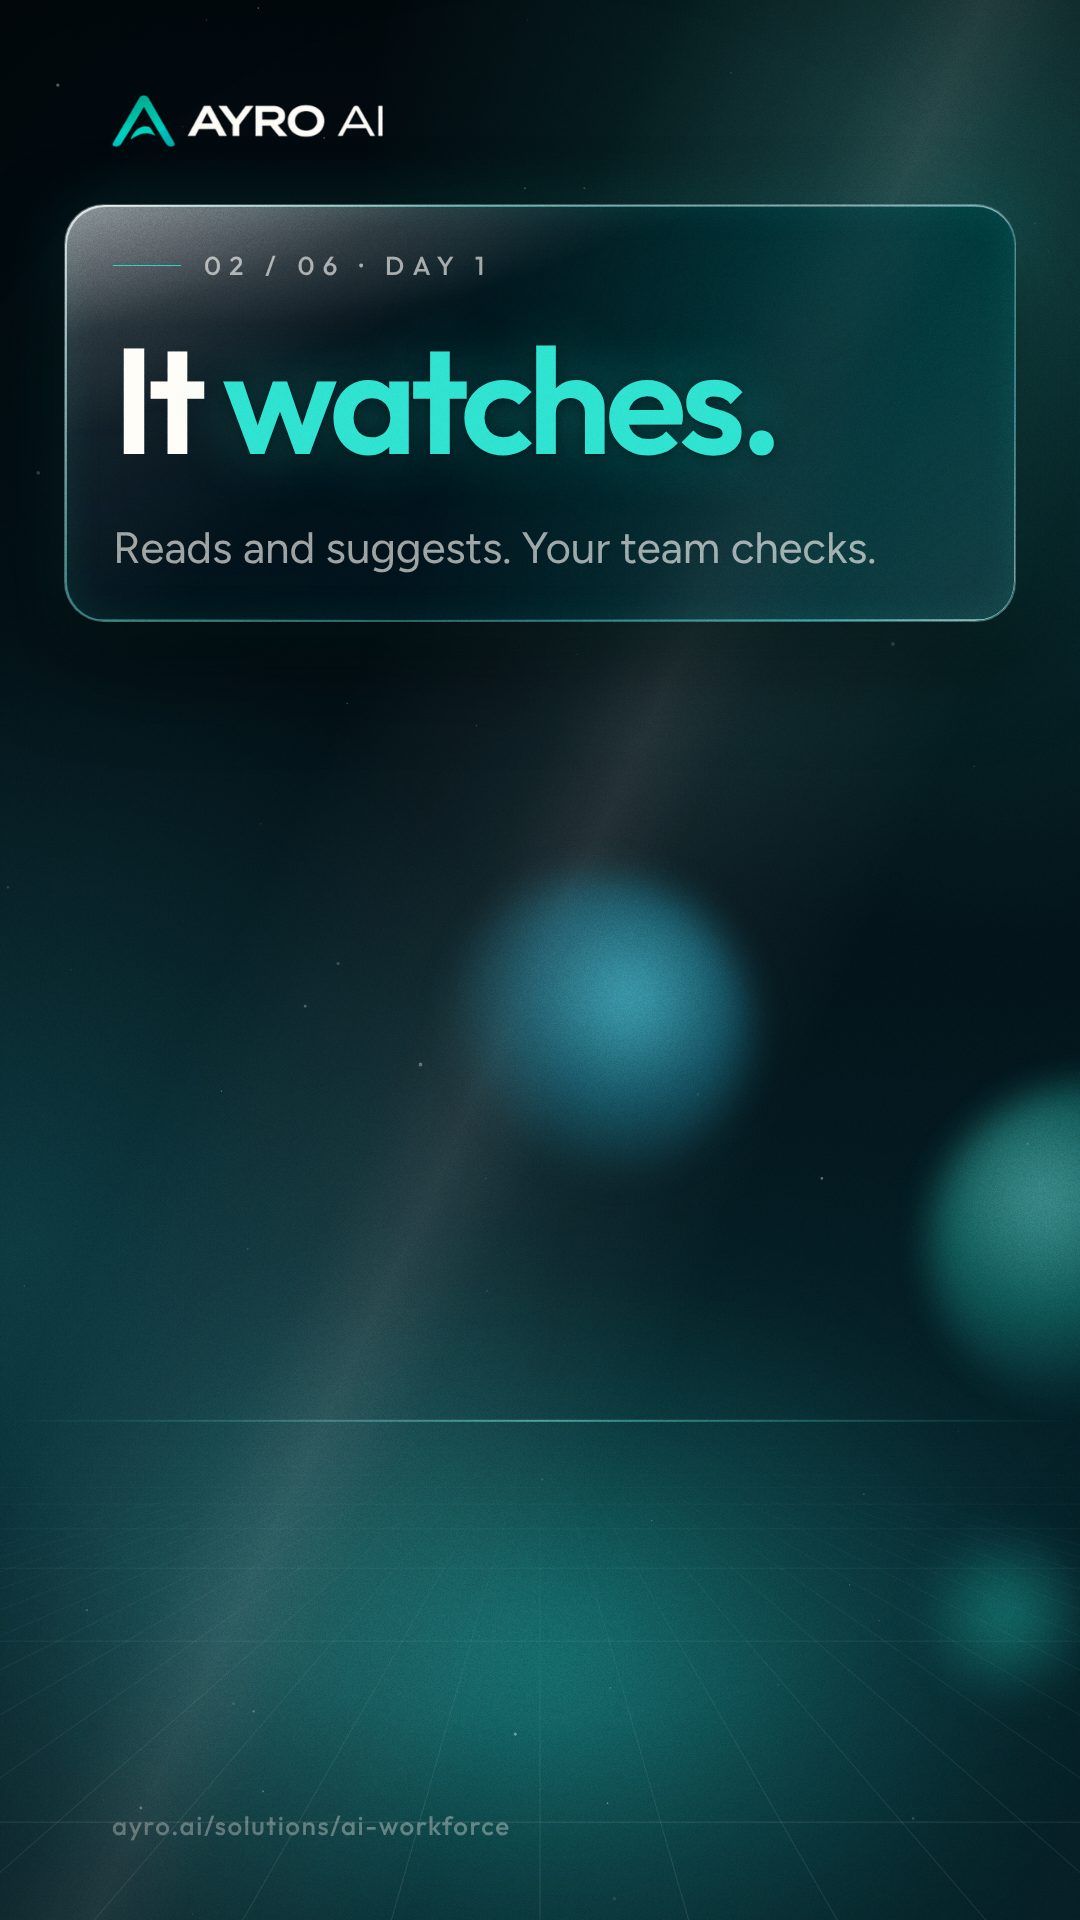 AYRO AI
02 / 06 · DAY 1
It watches.
Reads and suggests. Your team checks.
ayro.ai/solutions/ai-workforce